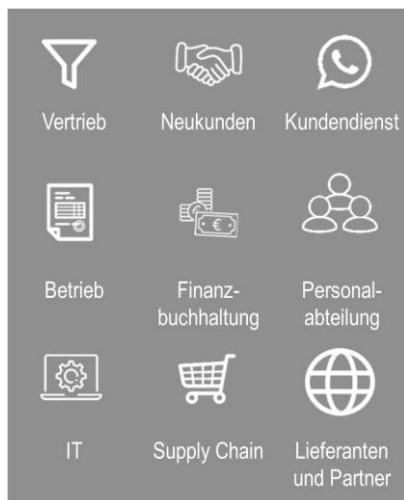 Vertrieb
Neukunden
Kundendienst
Betrieb
Finanz-
buchhaltung
Personal-
abteilung
IT
Supply Chain
Lieferanten
und Partner